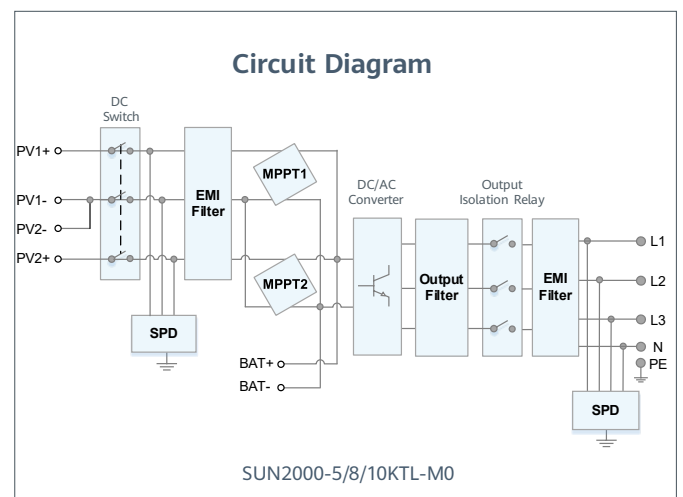 Circuit Diagram
DC
Switch
PV1+
PV1-
PV2-
PV2+
EMI
Filter
MPPT1
MPPT2
SPD
BAT+
BAT-
DC/AC
Converter
Output
Filter
Output
Isolation Relay
EMI
Filter
L1
L2
L3
N
PE
SPD
SUN2000-5/8/10KTL-M0